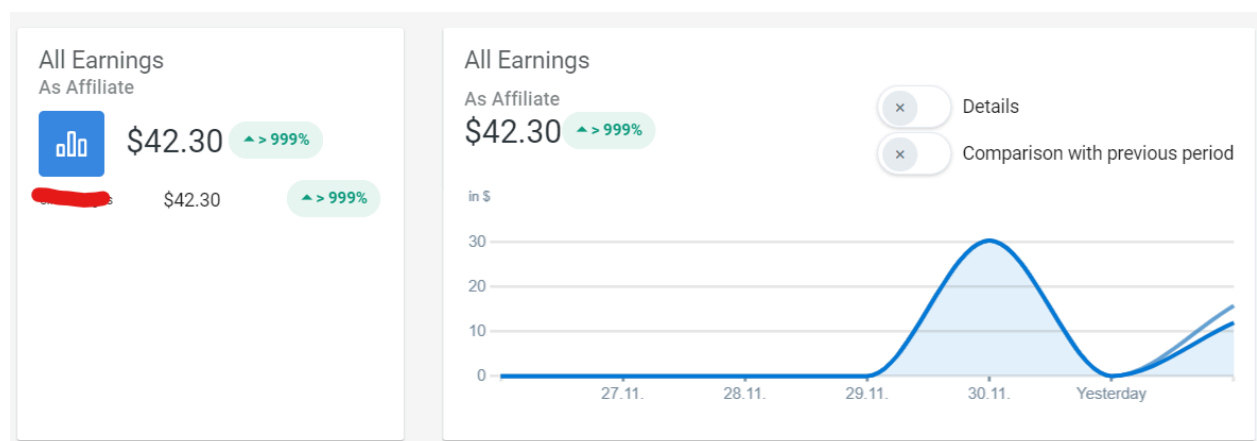 All Earnings
As Affiliate
$42.30 > 999%
$42.30 > 999%
All Earnings
As Affiliate
$42.30 > 999%
Details
Comparison with previous period
in $
30
20
10
0
27.11. 28.11. 29.11. 30.11. Yesterday